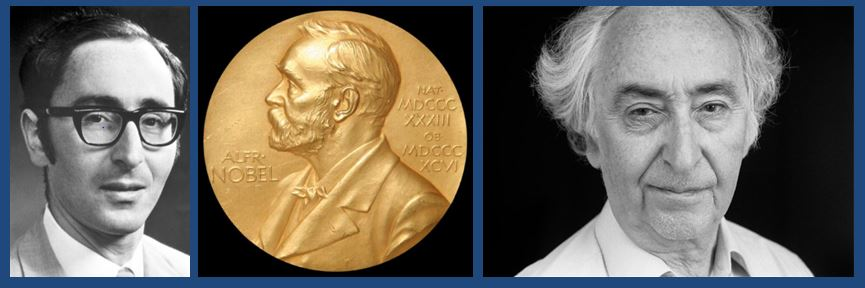 ALFR·
NOBEL
NAT·
MDCCC
XXXIII
OB·
MDCCC
XCVI